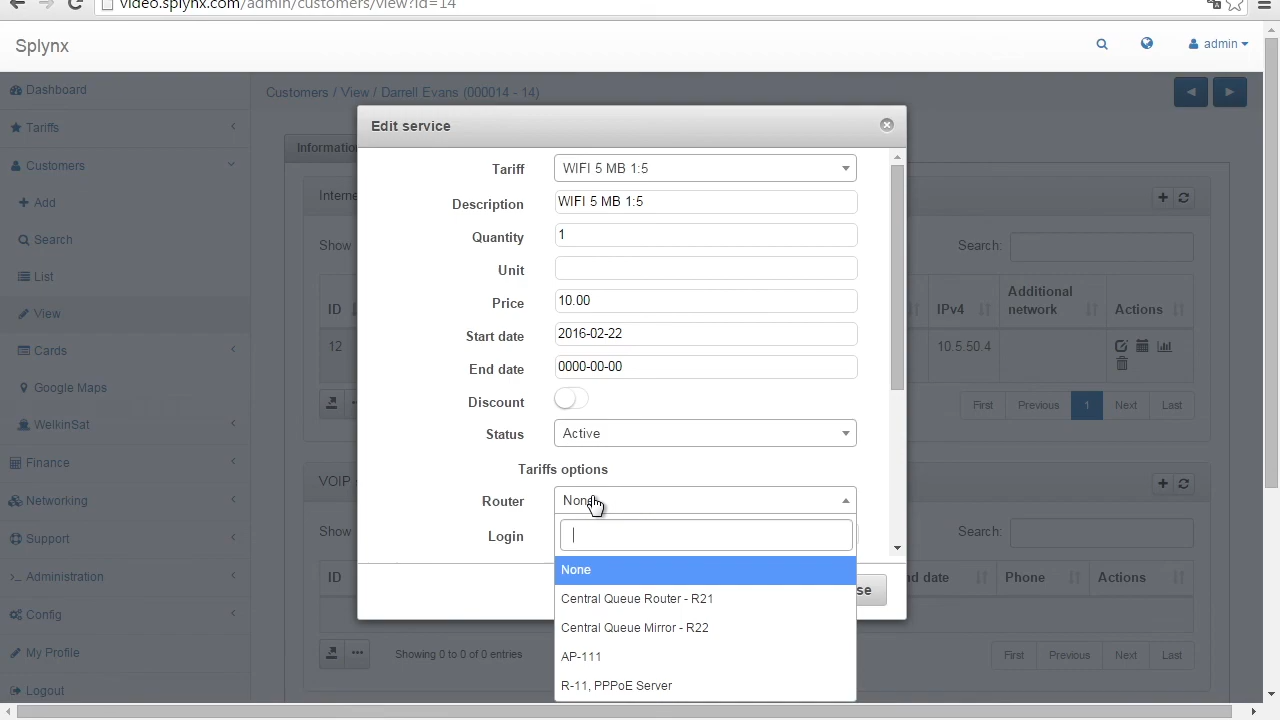 video.splynx.com/admin/customers/view?id=14
Splynx
admin
Dashboard
Tariffs
Customers
Add
Search
List
View
Cards
Google Maps
WelkinSat
Finance
Networking
Support
Administration
Config
My Profile
Logout
Customers / View / Darrell Evans (000014 - 14)
Informatio
Interne
Show
Search:
ID
IPv4
Additional network
Actions
12
10.5.50.4
First Previous 1 Next Last
VOIP
Show
Search:
ID
nd date
Phone
Actions
Showing 0 to 0 of 0 entries
First Previous Next Last
Edit service
Tariff WIFI 5 MB 1:5
Description WIFI 5 MB 1:5
Quantity 1
Unit
Price 10.00
Start date 2016-02-22
End date 0000-00-00
Discount
Status Active
Tariffs options
Router None
Login
None
Central Queue Router - R21
Central Queue Mirror - R22
AP-111
R-11, PPPoE Server
se